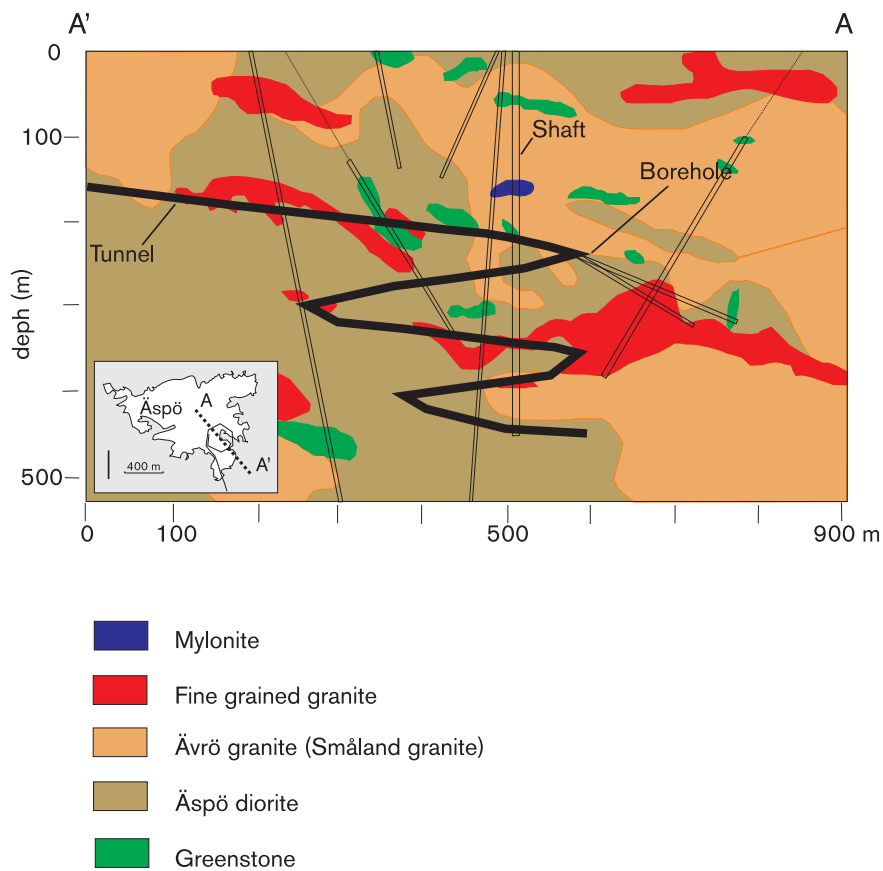 A'
A
0
100
Shaft
Borehole
Tunnel
deph (m)
Äspö
A
A'
400 m
500
0
100
500
900 m
Mylonite
Fine grained granite
Ävrö granite (Småland granite)
Äspö diorite
Greenstone